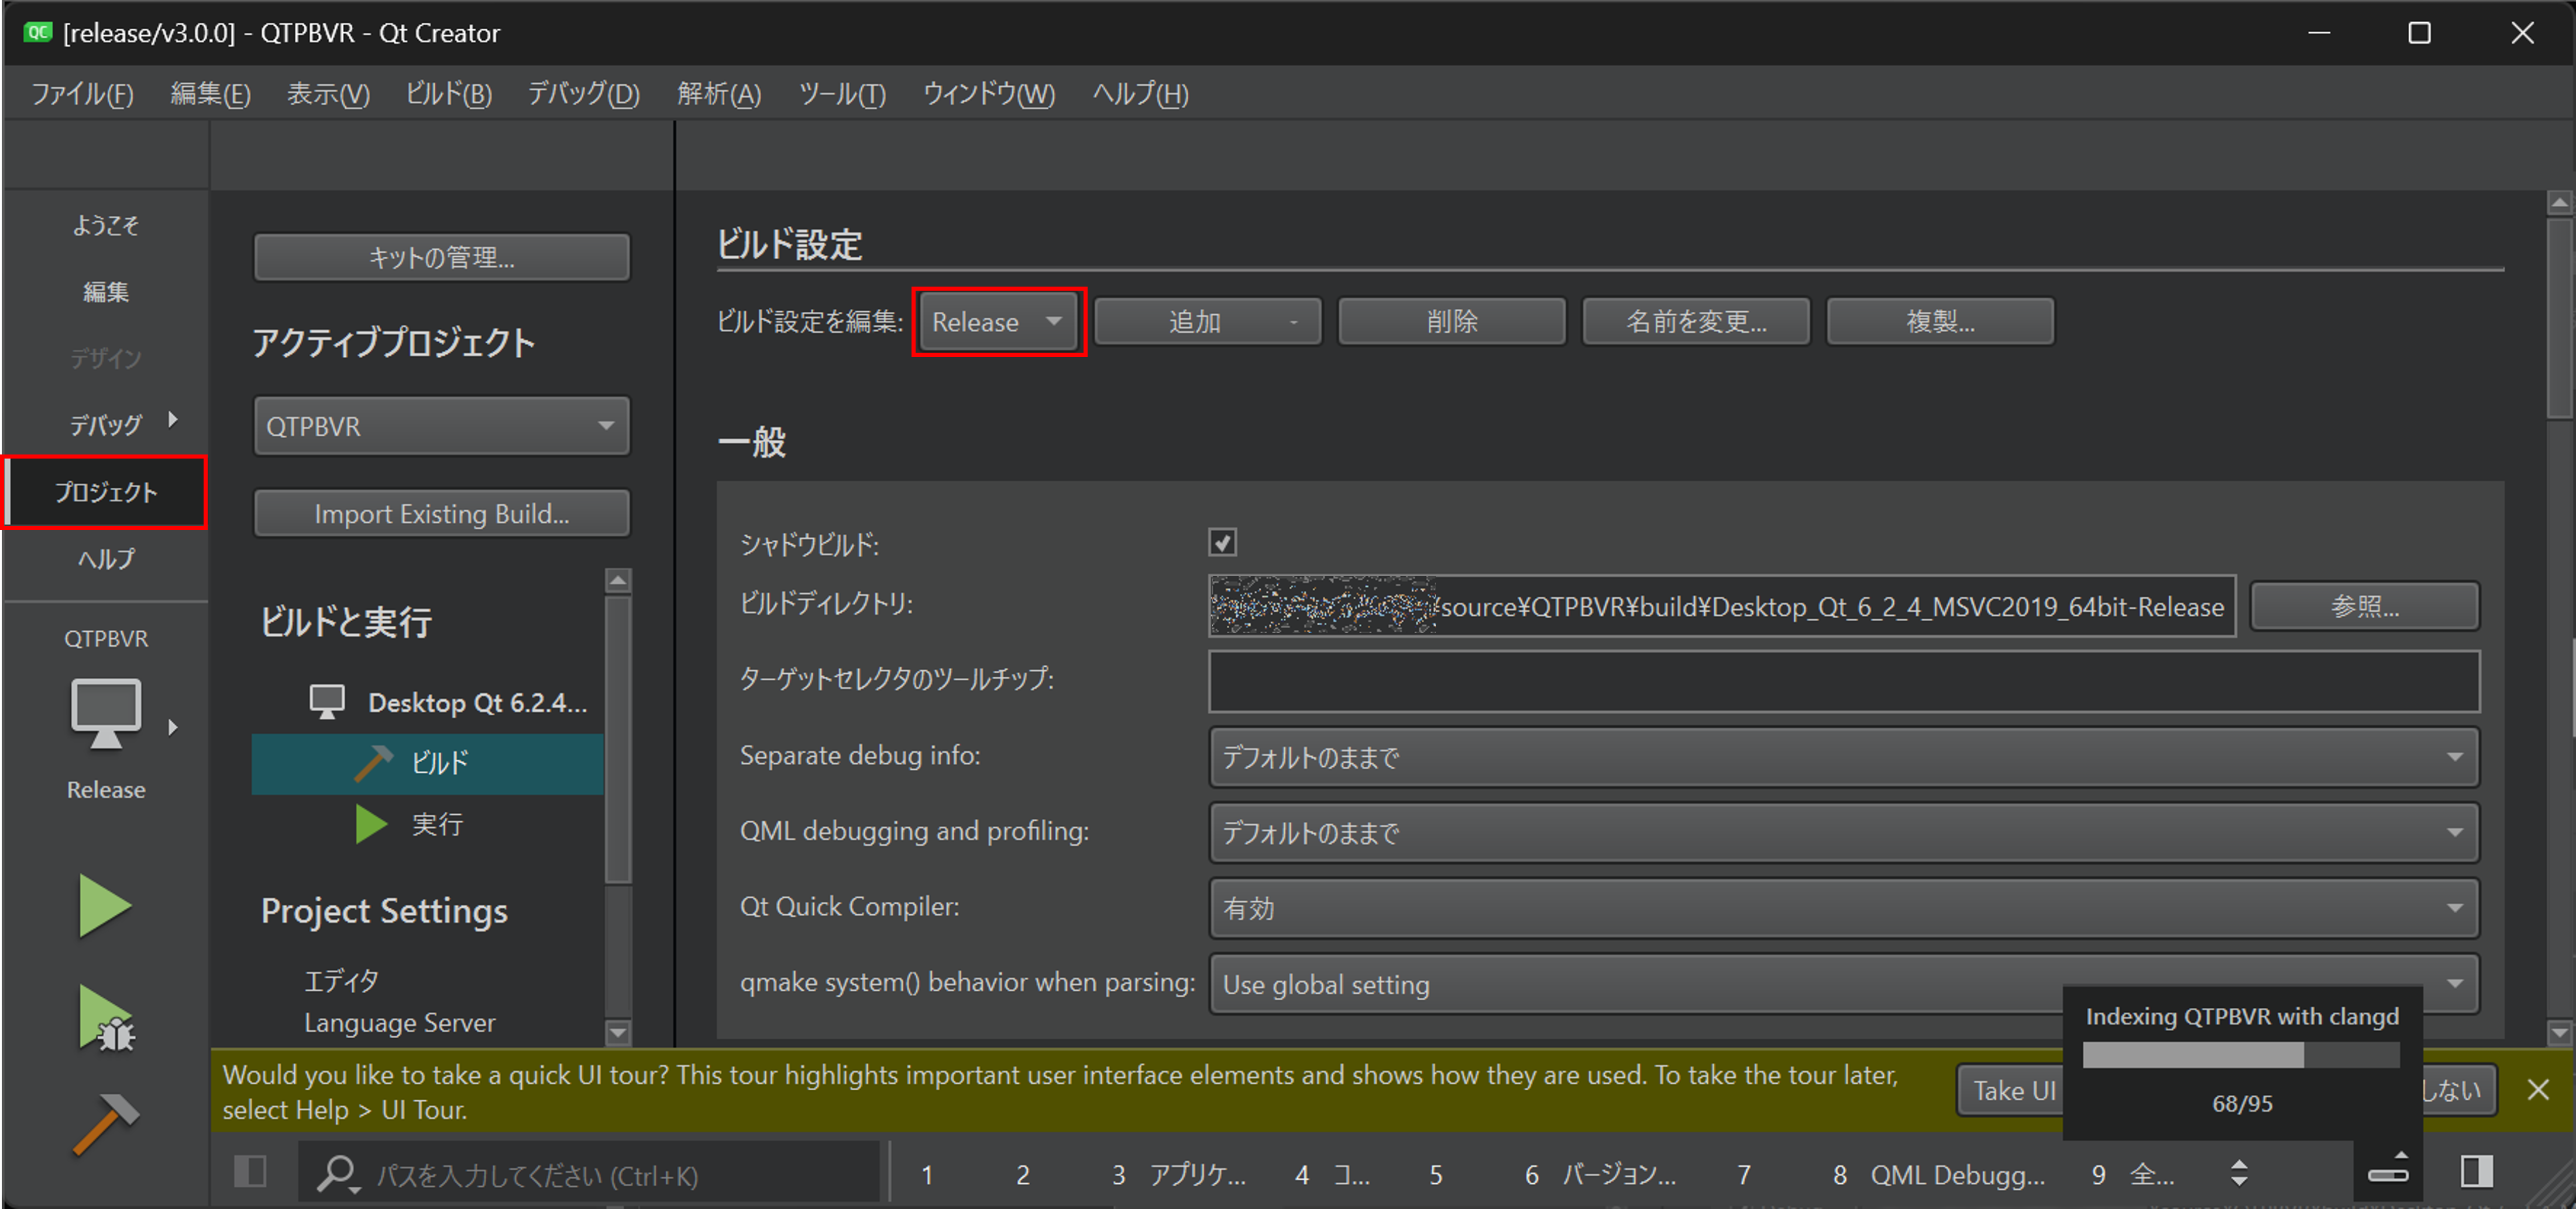 QC [release/v3.0.0] - QTPBVR - Qt Creator
ファイル(F) 編集(E) 表示(V) ビルド(B) デバッグ(D) 解析(A) ツール(T) ウィンドウ(W) ヘルプ(H)
ようこそ
編集
デザイン
デバッグ
プロジェクト
ヘルプ
QTPBVR
Release
キットの管理...
アクティブプロジェクト
QTPBVR
Import Existing Build...
ビルドと実行
Desktop Qt 6.2.4...
ビルド
実行
Project Settings
エディタ
Language Server
ビルド設定
ビルド設定を編集: Release 追加 削除 名前を変更... 複製...
一般
シャドウビルド:
ビルドディレクトリ: source¥QTPBVR¥build¥Desktop_Qt_6_2_4_MSVC2019_64bit-Release 参照...
ターゲットセレクタのツールチップ:
Separate debug info: デフォルトのままで
QML debugging and profiling: デフォルトのままで
Qt Quick Compiler: 有効
qmake system() behavior when parsing: Use global setting
Indexing QTPBVR with clangd
68/95
Would you like to take a quick UI tour? This tour highlights important user interface elements and shows how they are used. To take the tour later,
select Help > UI Tour.
Take UI しない
パスを入力してください (Ctrl+K) 1 2 3 アプリケ... 4 コ... 5 6 バージョン... 7 8 QML Debugg... 9 全...